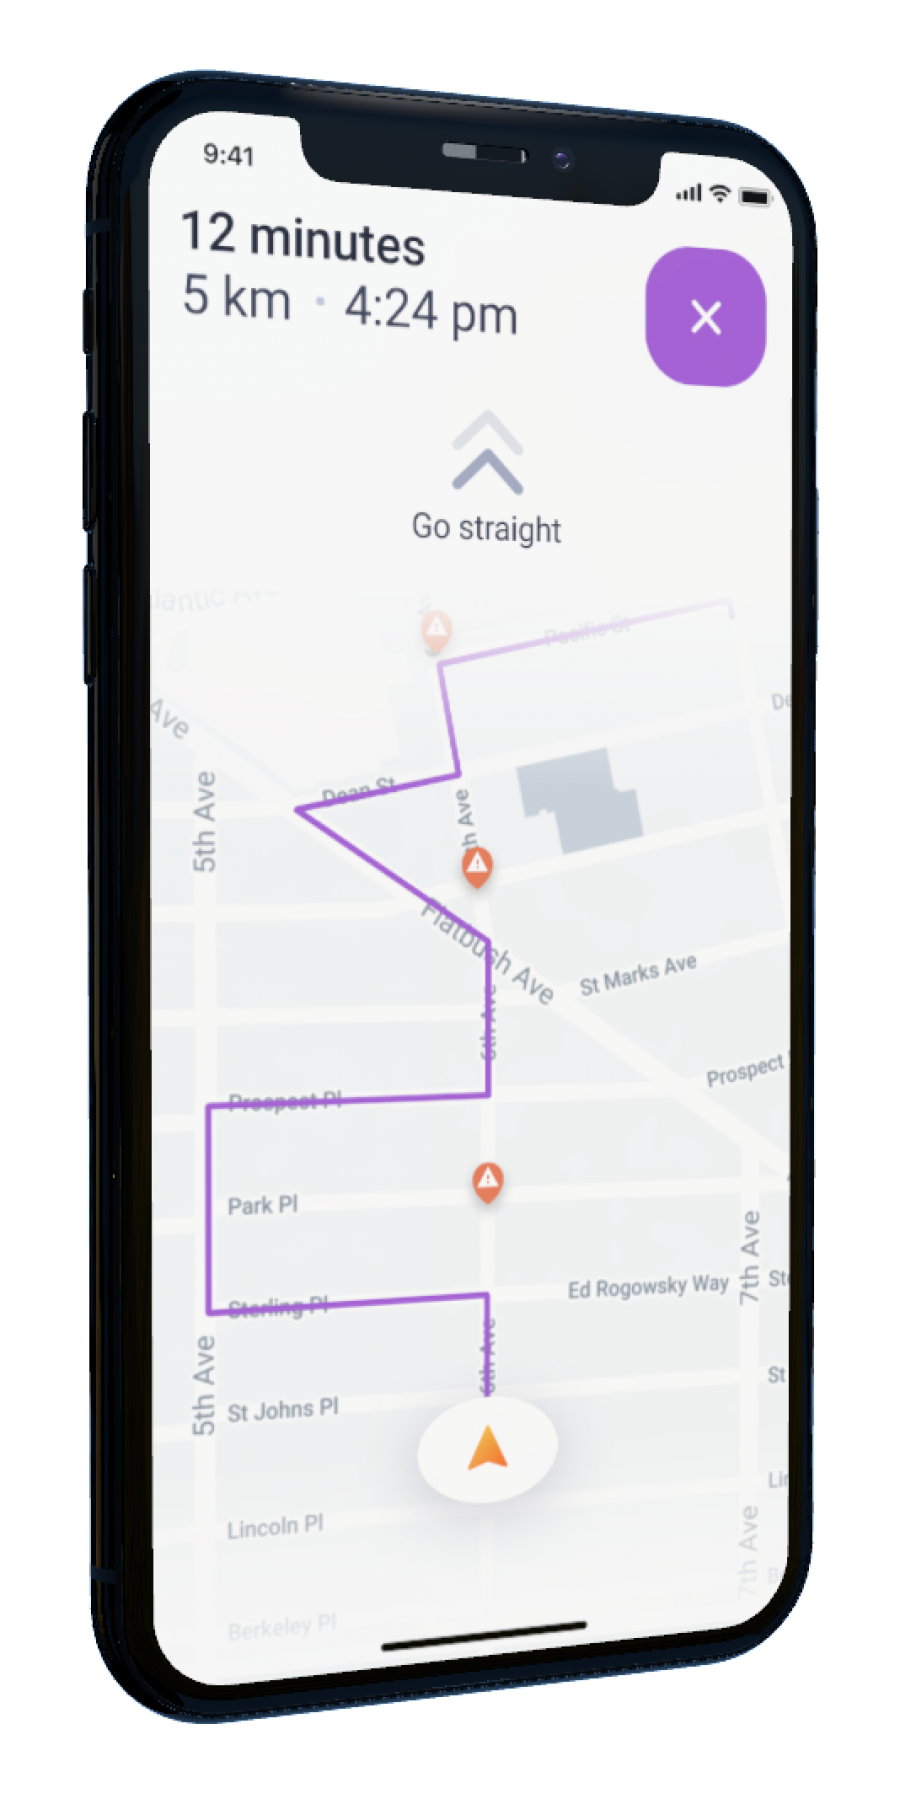 9:41
12 minutes
5 km · 4:24 pm
Go straight
lantic Ave
Pacific St
Ave
De
5th Ave
Dean St
th Ave
Flatbush Ave
St Marks Ave
6th Ave
Prospect
Prospect Pl
Park Pl
7th Ave
Ed Rogowsky Way
St
Sterling Pl
6th Ave
5th Ave
St Johns Pl
St
Lin
Lincoln Pl
7th Ave
Berkeley Pl